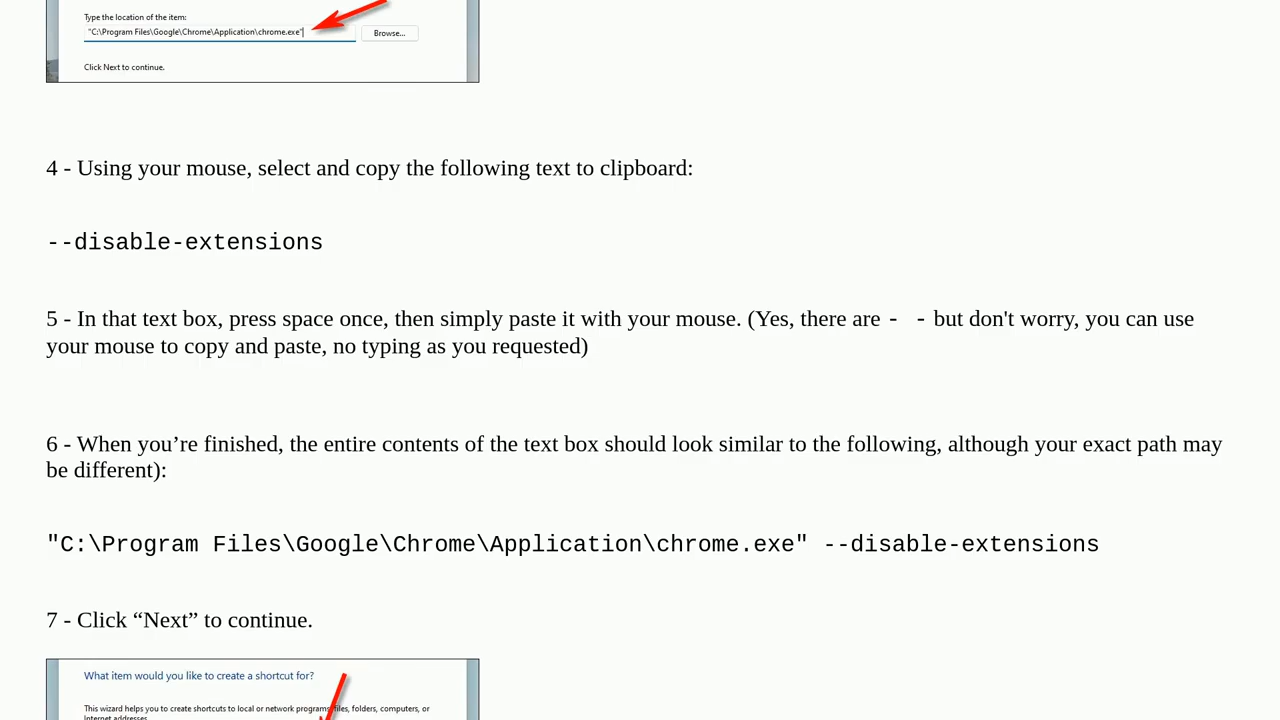 Type the location of the item:
"C:\Program Files\Google\Chrome\Application\chrome.exe"
Browse...
Click Next to continue.
4 - Using your mouse, select and copy the following text to clipboard:
--disable-extensions
5 - In that text box, press space once, then simply paste it with your mouse. (Yes, there are - - but don't worry, you can use
your mouse to copy and paste, no typing as you requested)
6 - When you’re finished, the entire contents of the text box should look similar to the following, although your exact path may
be different):
"C:\Program Files\Google\Chrome\Application\chrome.exe" --disable-extensions
7 - Click “Next” to continue.
What item would you like to create a shortcut for?
This wizard helps you to create shortcuts to local or network programs, files, folders, computers, or
Internet addresses.